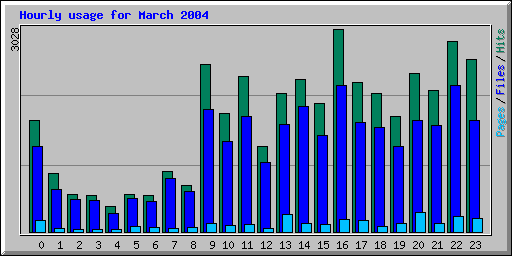 Hourly usage for March 2004
3028
Pages / Files / Hits
0 1 2 3 4 5 6 7 8 9 10 11 12 13 14 15 16 17 18 19 20 21 22 23